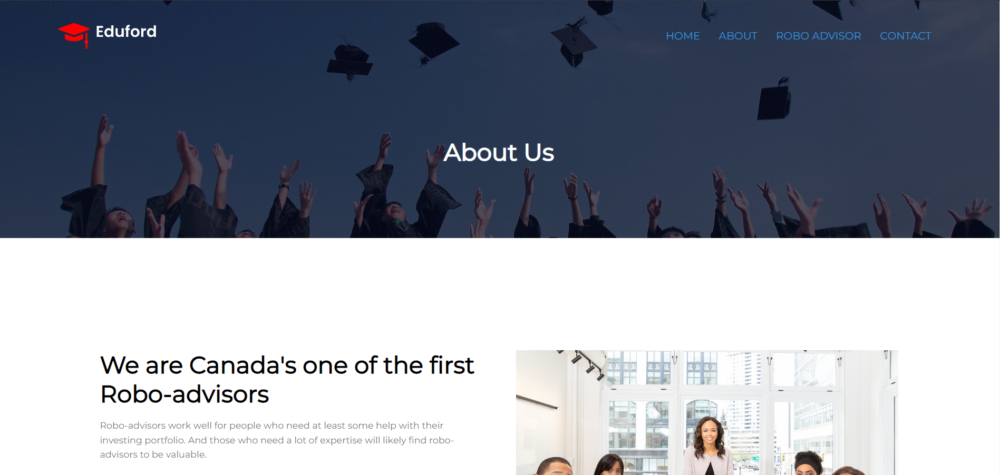 Eduford
HOME ABOUT ROBO ADVISOR CONTACT
About Us
We are Canada's one of the first
Robo-advisors
Robo-advisors work well for people who need at least some help with their
investing portfolio. And those who need a lot of expertise will likely find robo-
advisors to be valuable.